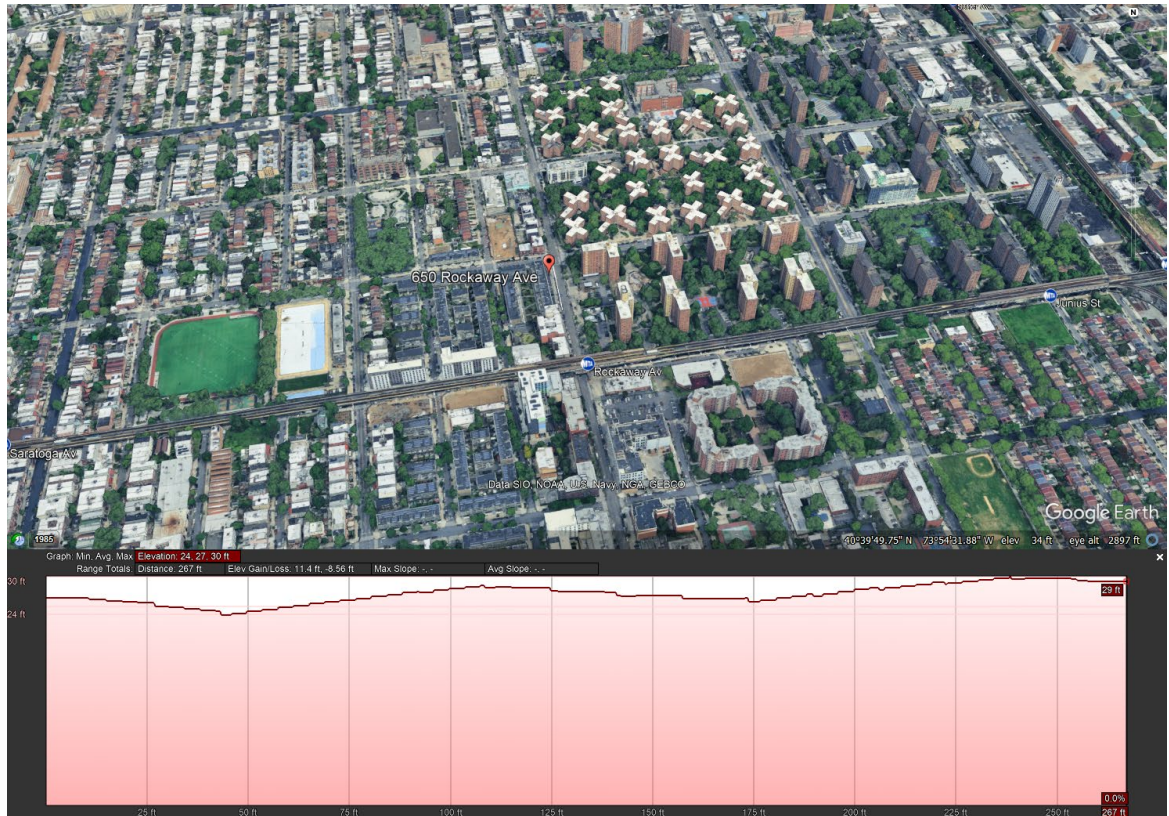 N
650 Rockaway Ave
Junius St
Rockaway Av
Saratoga Av
Data SIO, NOAA, U.S. Navy, NGA, GEBCO
Google Earth
1985
40°39'49.75" N 73°54'31.88" W elev 34 ft eye alt 2897 ft
Graph: Min, Avg, Max Elevation: 24, 27, 30 ft
Range Totals: Distance: 267 ft Elev Gain/Loss: 11.4 ft, -8.56 ft Max Slope: -, - Avg Slope: -, -
30 ft
29 ft
24 ft
0.0%
25 ft 50 ft 75 ft 100 ft 125 ft 150 ft 175 ft 200 ft 225 ft 250 ft 267 ft